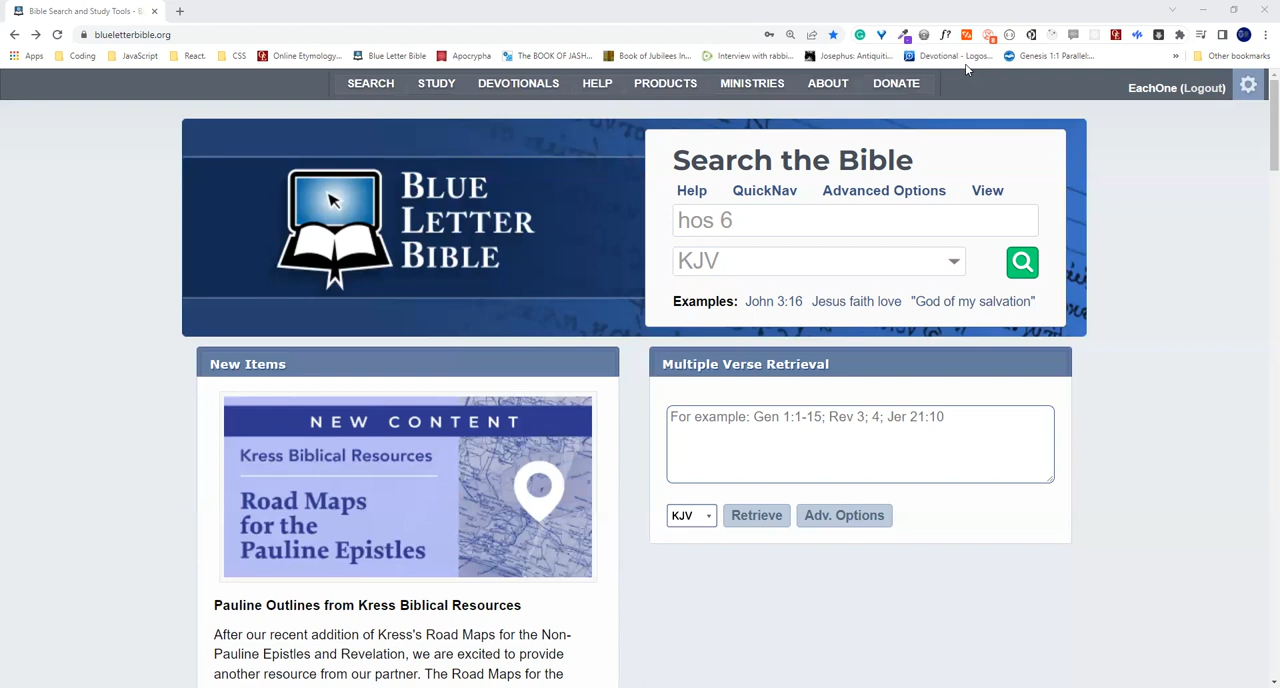 Bible Search and Study Tools - B
blueletterbible.org
Apps
Coding
JavaScript
React.
CSS
Online Etymology...
Blue Letter Bible
Apocrypha
The BOOK OF JASH...
Book of Jubilees In...
Interview with rabbi...
Josephus: Antiquiti...
Devotional - Logos...
Genesis 1:1 Parallel:...
»
Other bookmarks
SEARCH
STUDY
DEVOTIONALS
HELP
PRODUCTS
MINISTRIES
ABOUT
DONATE
EachOne (Logout)
BLUE
LETTER
BIBLE
Search the Bible
Help
QuickNav
Advanced Options
View
hos 6
KJV
Examples: John 3:16 Jesus faith love "God of my salvation"
New Items
NEW CONTENT
Kress Biblical Resources
Road Maps
for the
Pauline Epistles
Pauline Outlines from Kress Biblical Resources
After our recent addition of Kress's Road Maps for the Non-
Pauline Epistles and Revelation, we are excited to provide
another resource from our partner. The Road Maps for the
Multiple Verse Retrieval
For example: Gen 1:1-15; Rev 3; 4; Jer 21:10
KJV
Retrieve
Adv. Options